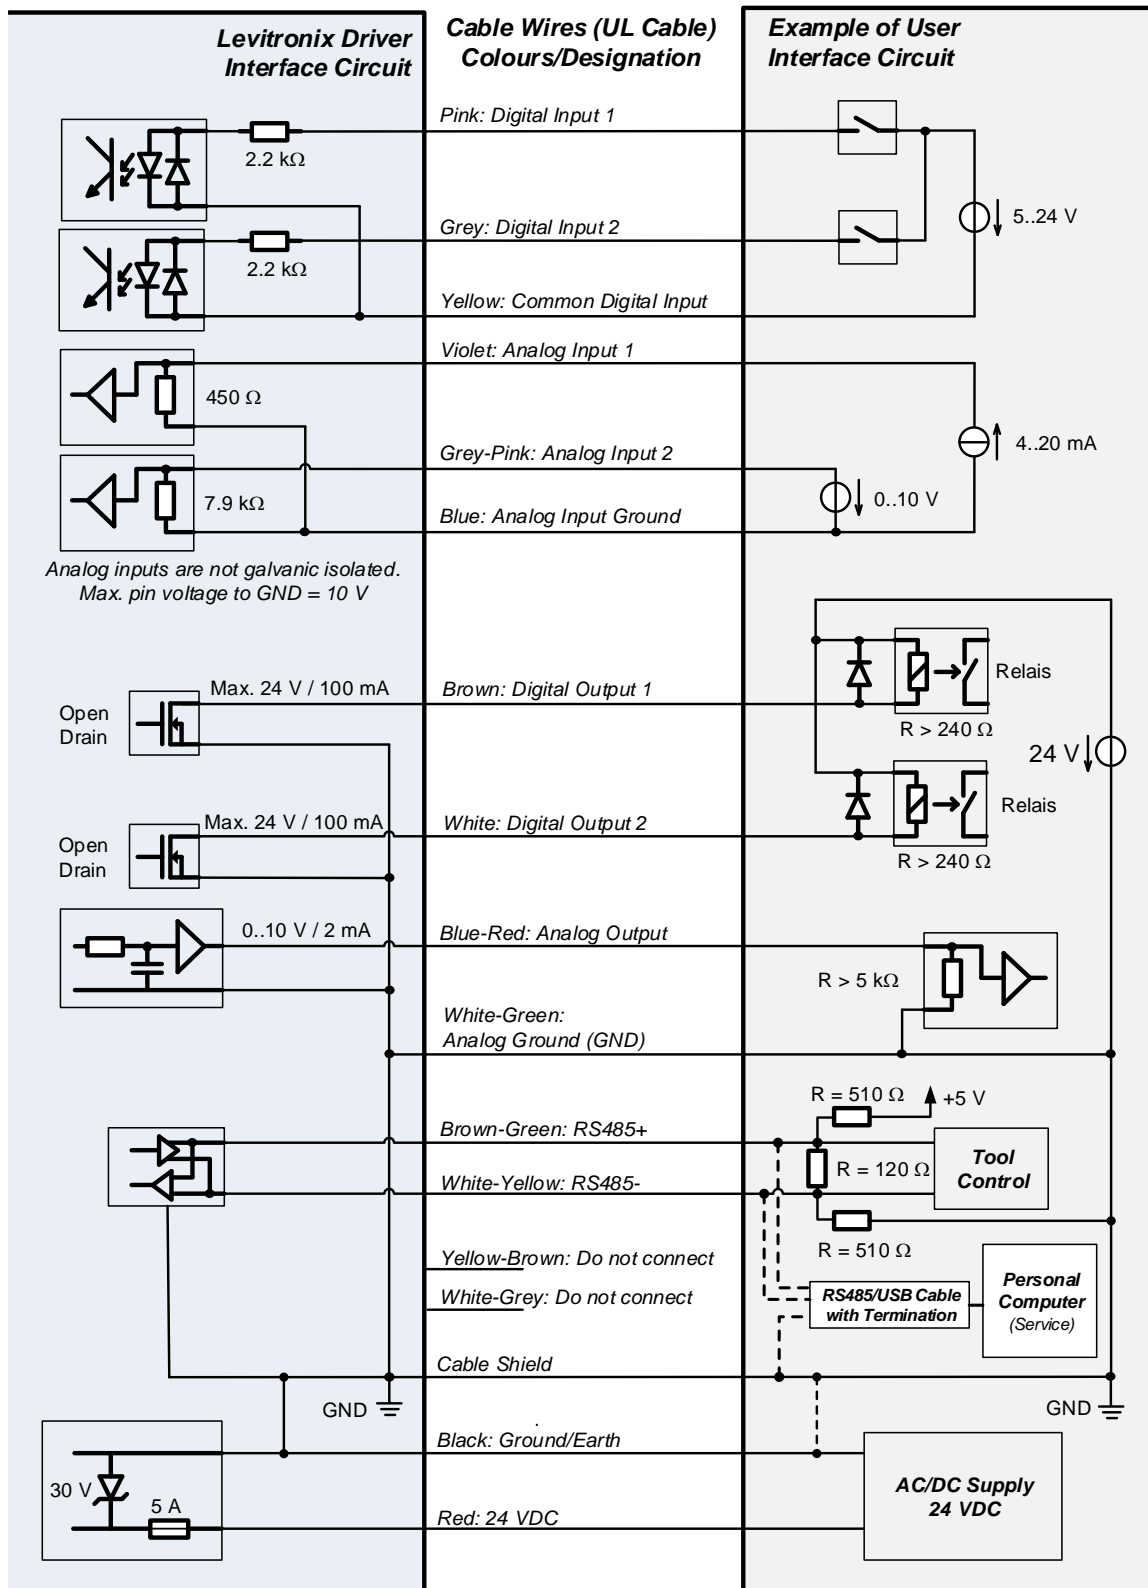 Levitronix Driver
Interface Circuit
Cable Wires (UL Cable)
Colours/Designation
Example of User
Interface Circuit
Pink: Digital Input 1
2.2 kΩ
Grey: Digital Input 2
5..24 V
2.2 kΩ
Yellow: Common Digital Input
Violet: Analog Input 1
450 Ω
4..20 mA
Grey-Pink: Analog Input 2
7.9 kΩ
0..10 V
Blue: Analog Input Ground
Analog inputs are not galvanic isolated.
Max. pin voltage to GND = 10 V
Max. 24 V / 100 mA
Brown: Digital Output 1
Relais
Open
Drain
R > 240 Ω
24 V
Max. 24 V / 100 mA
White: Digital Output 2
Relais
Open
Drain
R > 240 Ω
0..10 V / 2 mA
Blue-Red: Analog Output
R > 5 kΩ
White-Green:
Analog Ground (GND)
R = 510 Ω
+5 V
Brown-Green: RS485+
R = 120 Ω
Tool
Control
White-Yellow: RS485-
R = 510 Ω
Yellow-Brown: Do not connect
White-Grey: Do not connect
RS485/USB Cable
with Termination
Personal
Computer
(Service)
Cable Shield
GND
GND
Black: Ground/Earth
30 V
5 A
AC/DC Supply
24 VDC
Red: 24 VDC